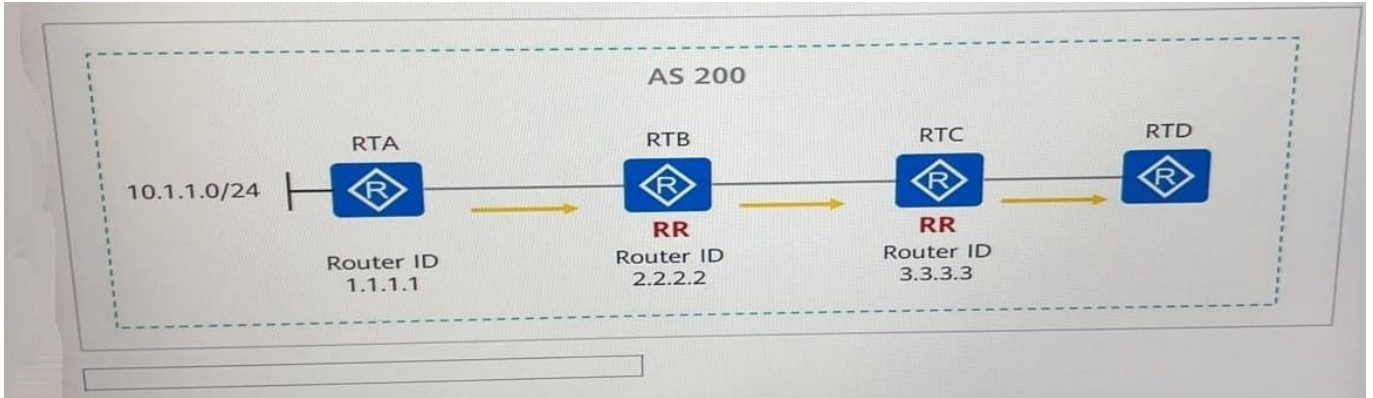 AS 200
RTA
RTB
RTC
RTD
10.1.1.0/24
R
R
R
R
RR
RR
Router ID
1.1.1.1
Router ID
2.2.2.2
Router ID
3.3.3.3